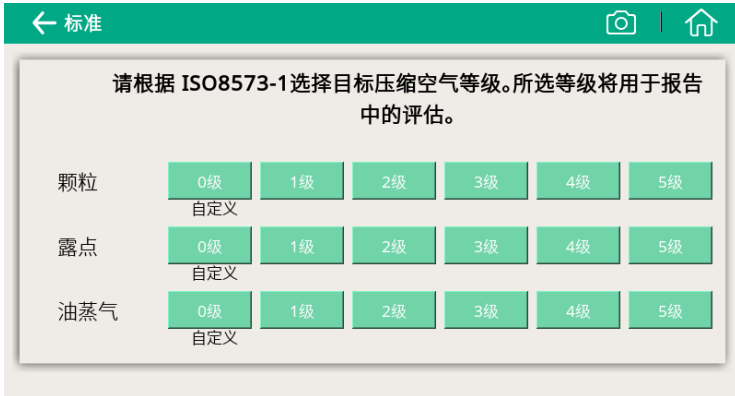 标准
请根据 ISO8573-1选择目标压缩空气等级。所选等级将用于报告
中的评估。
颗粒 0级 1级 2级 3级 4级 5级
自定义
露点 0级 1级 2级 3级 4级 5级
自定义
油蒸气 0级 1级 2级 3级 4级 5级
自定义